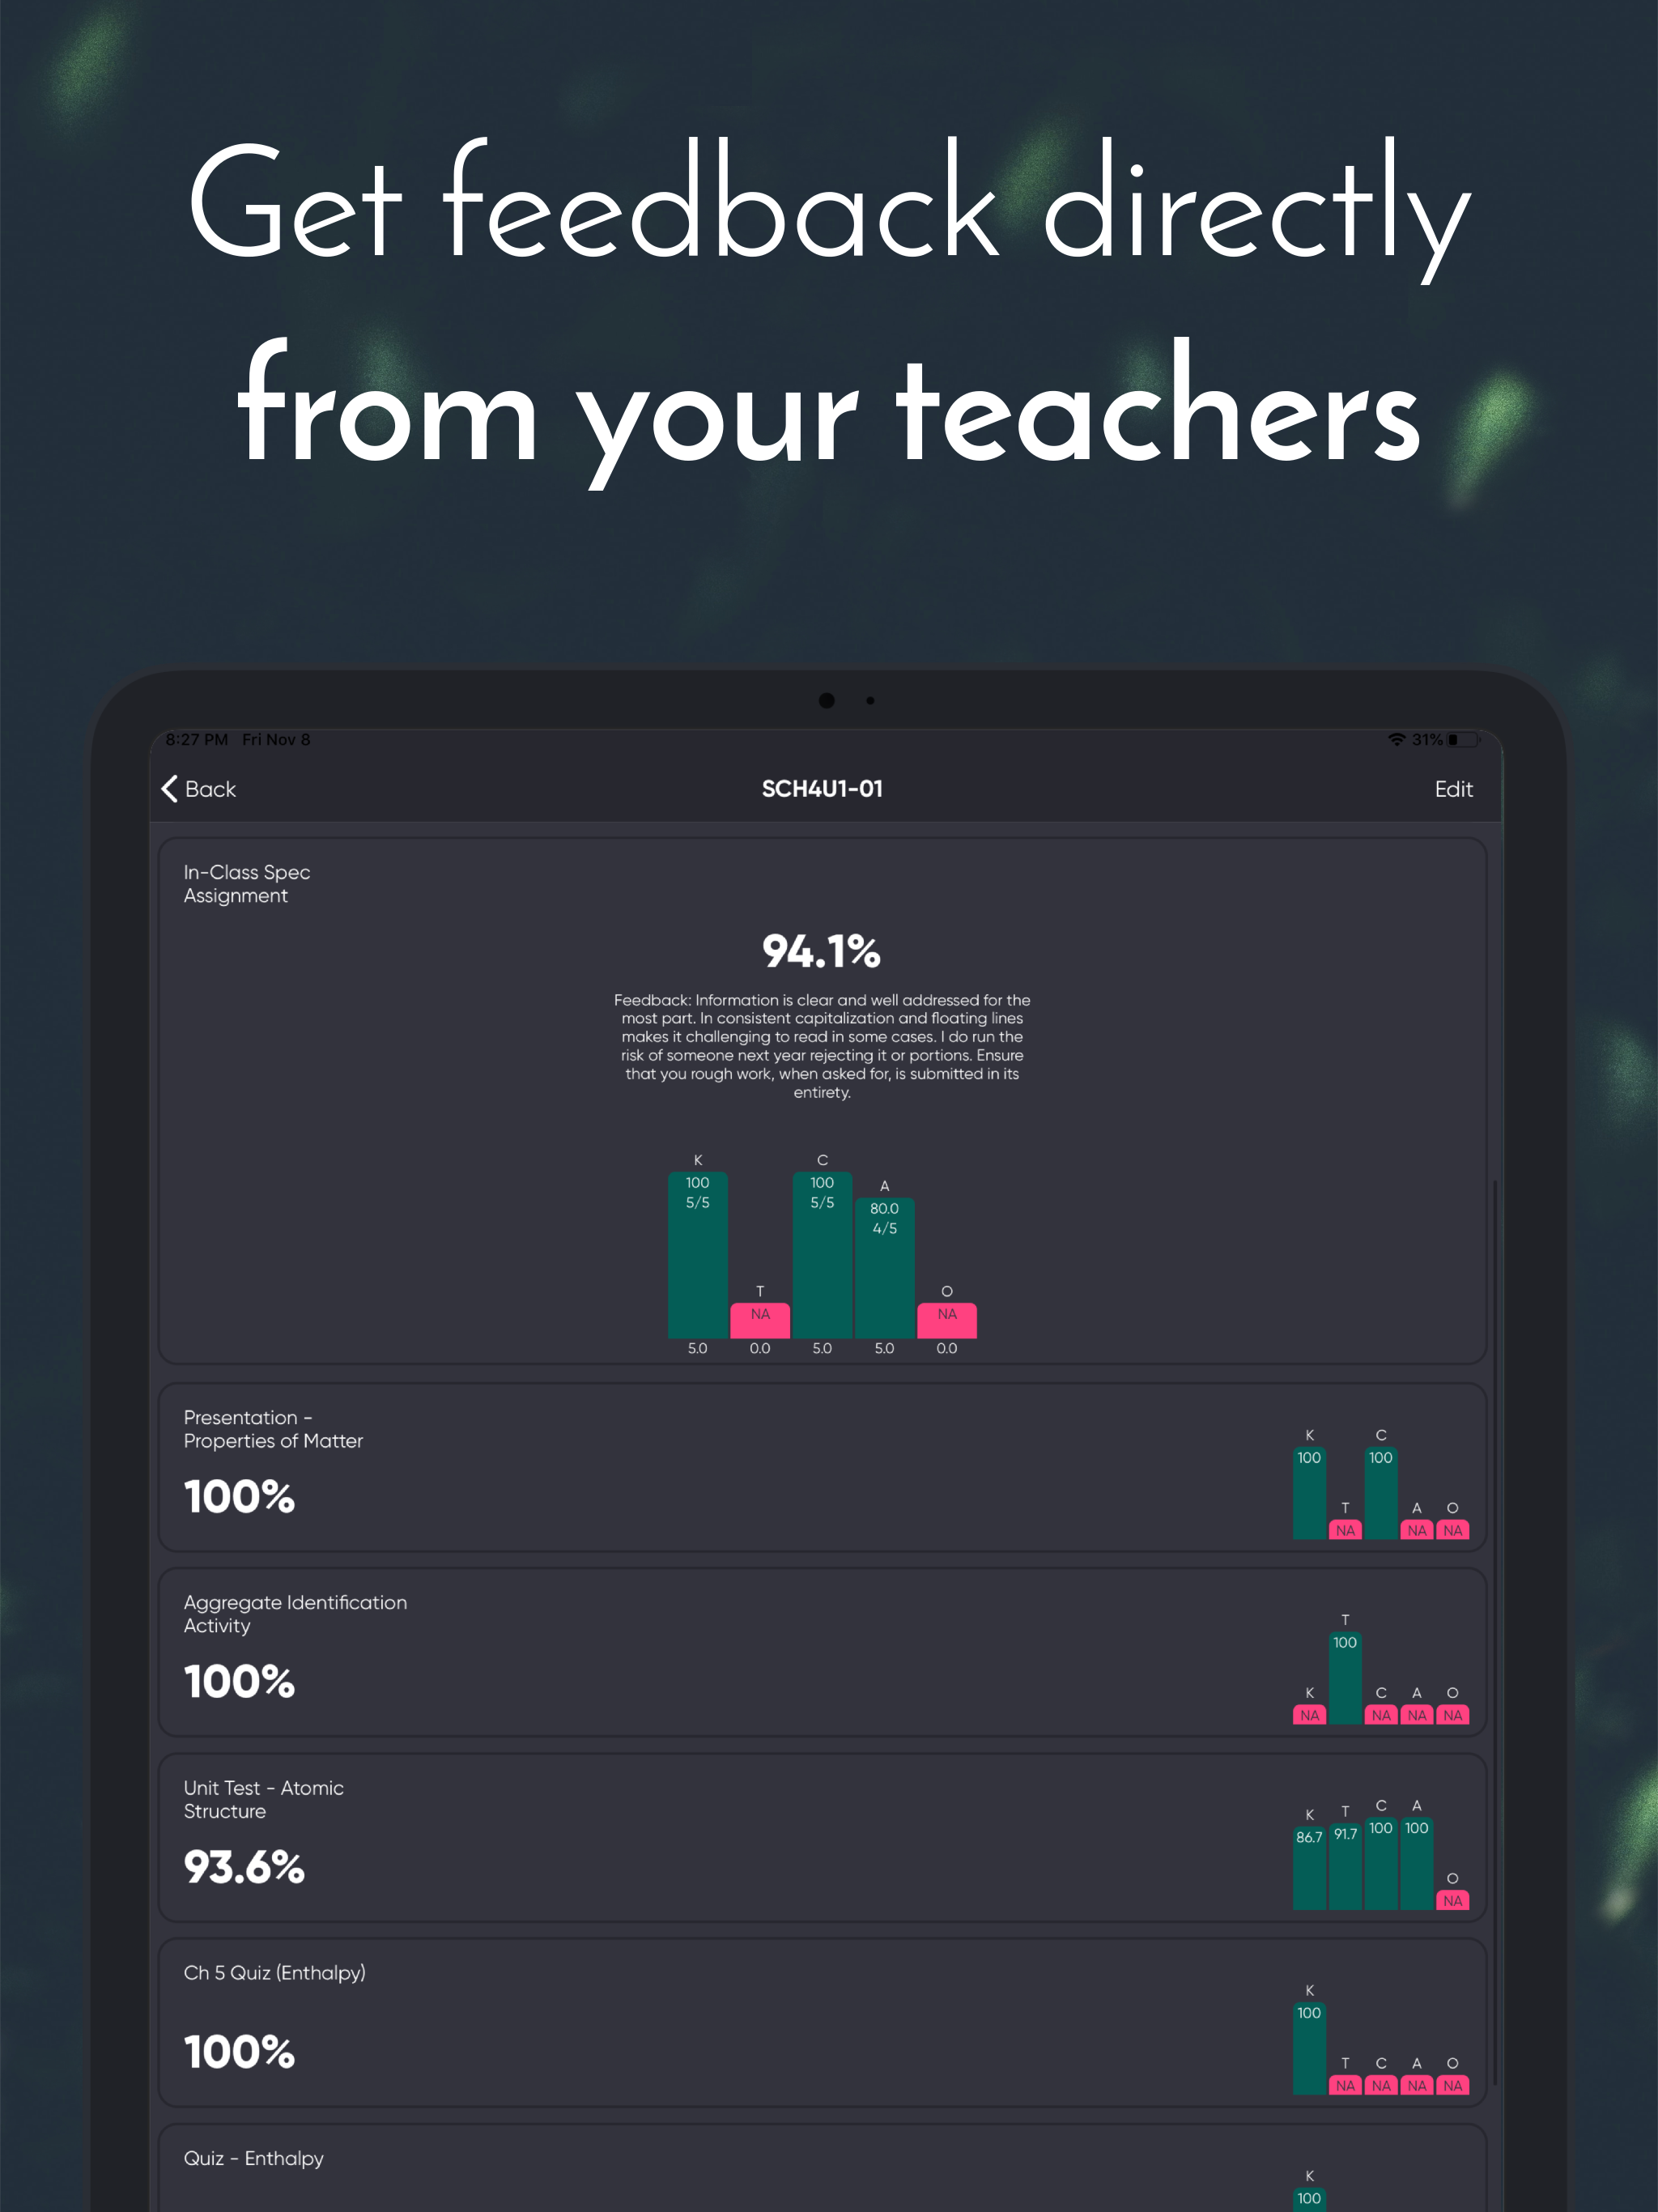 Get feedback directly
from your teachers
8:27 PM Fri Nov 8
31%
Back
SCH4U1-01
Edit
In-Class Spec
Assignment
94.1%
Feedback: Information is clear and well addressed for the
most part. In consistent capitalization and floating lines
makes it challenging to read in some cases. I do run the
risk of someone next year rejecting it or portions. Ensure
that you rough work, when asked for, is submitted in its
entirety.
K C
100 100 A
5/5 5/5 80.0
4/5
T O
NA NA
5.0 0.0 5.0 5.0 0.0
Presentation -
Properties of Matter
100%
K C
100 100
T A O
NA NA NA
Aggregate Identification
Activity
100%
T
100
K C A O
NA NA NA NA
Unit Test - Atomic
Structure
93.6%
K T C A
86.7 91.7 100 100
O
NA
Ch 5 Quiz (Enthalpy)
100%
K
100
T C A O
NA NA NA NA
Quiz - Enthalpy
K
100